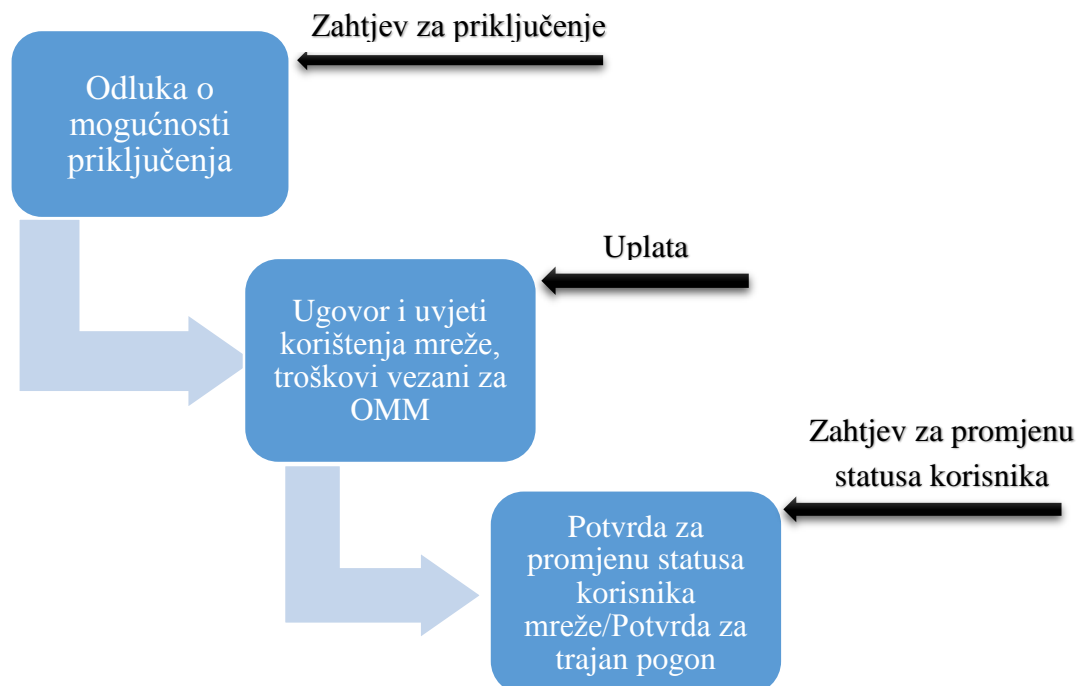 Zahtjev za priključenje
Odluka o
mogućnosti
priključenja
Uplata
Ugovor i uvjeti
korištenja mreže,
troškovi vezani za
OMM
Zahtjev za promjenu
statusa korisnika
Potvrda za
promjenu statusa
korisnika
mreže/Potvrda za
trajan pogon